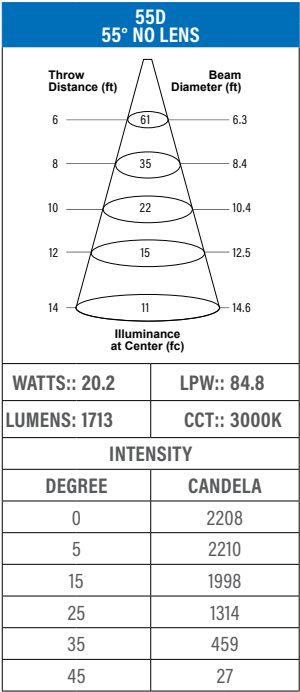 55D
55° NO LENS
Throw Distance (ft)
Beam Diameter (ft)
6 61 6.3
8 35 8.4
10 22 10.4
12 15 12.5
14 11 14.6
Illuminance
at Center (fc)
WATTS:: 20.2 LPW:: 84.8
LUMENS: 1713 CCT:: 3000K
INTENSITY
DEGREE CANDELA
0 2208
5 2210
15 1998
25 1314
35 459
45 27